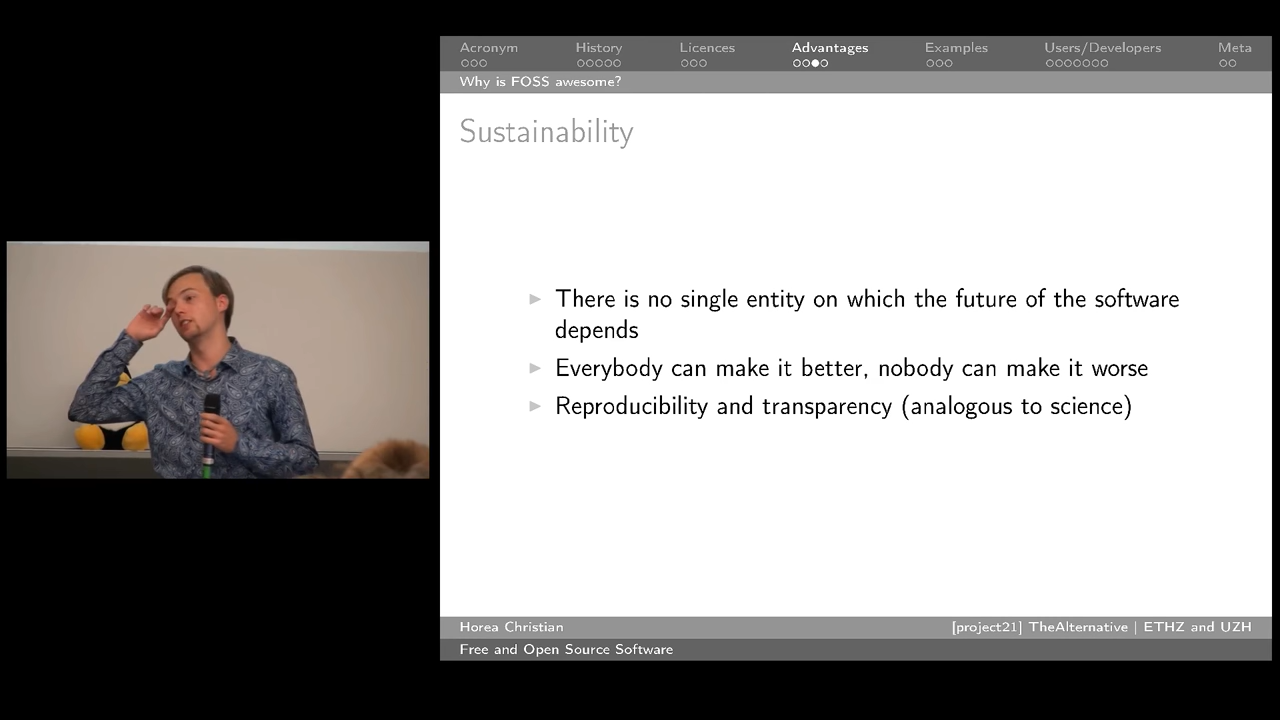 Acronym History Licences Advantages Examples Users/Developers Meta
Why is FOSS awesome?
Sustainability
There is no single entity on which the future of the software
depends
Everybody can make it better, nobody can make it worse
Reproducibility and transparency (analogous to science)
Horea Christian [project21] TheAlternative | ETHZ and UZH
Free and Open Source Software